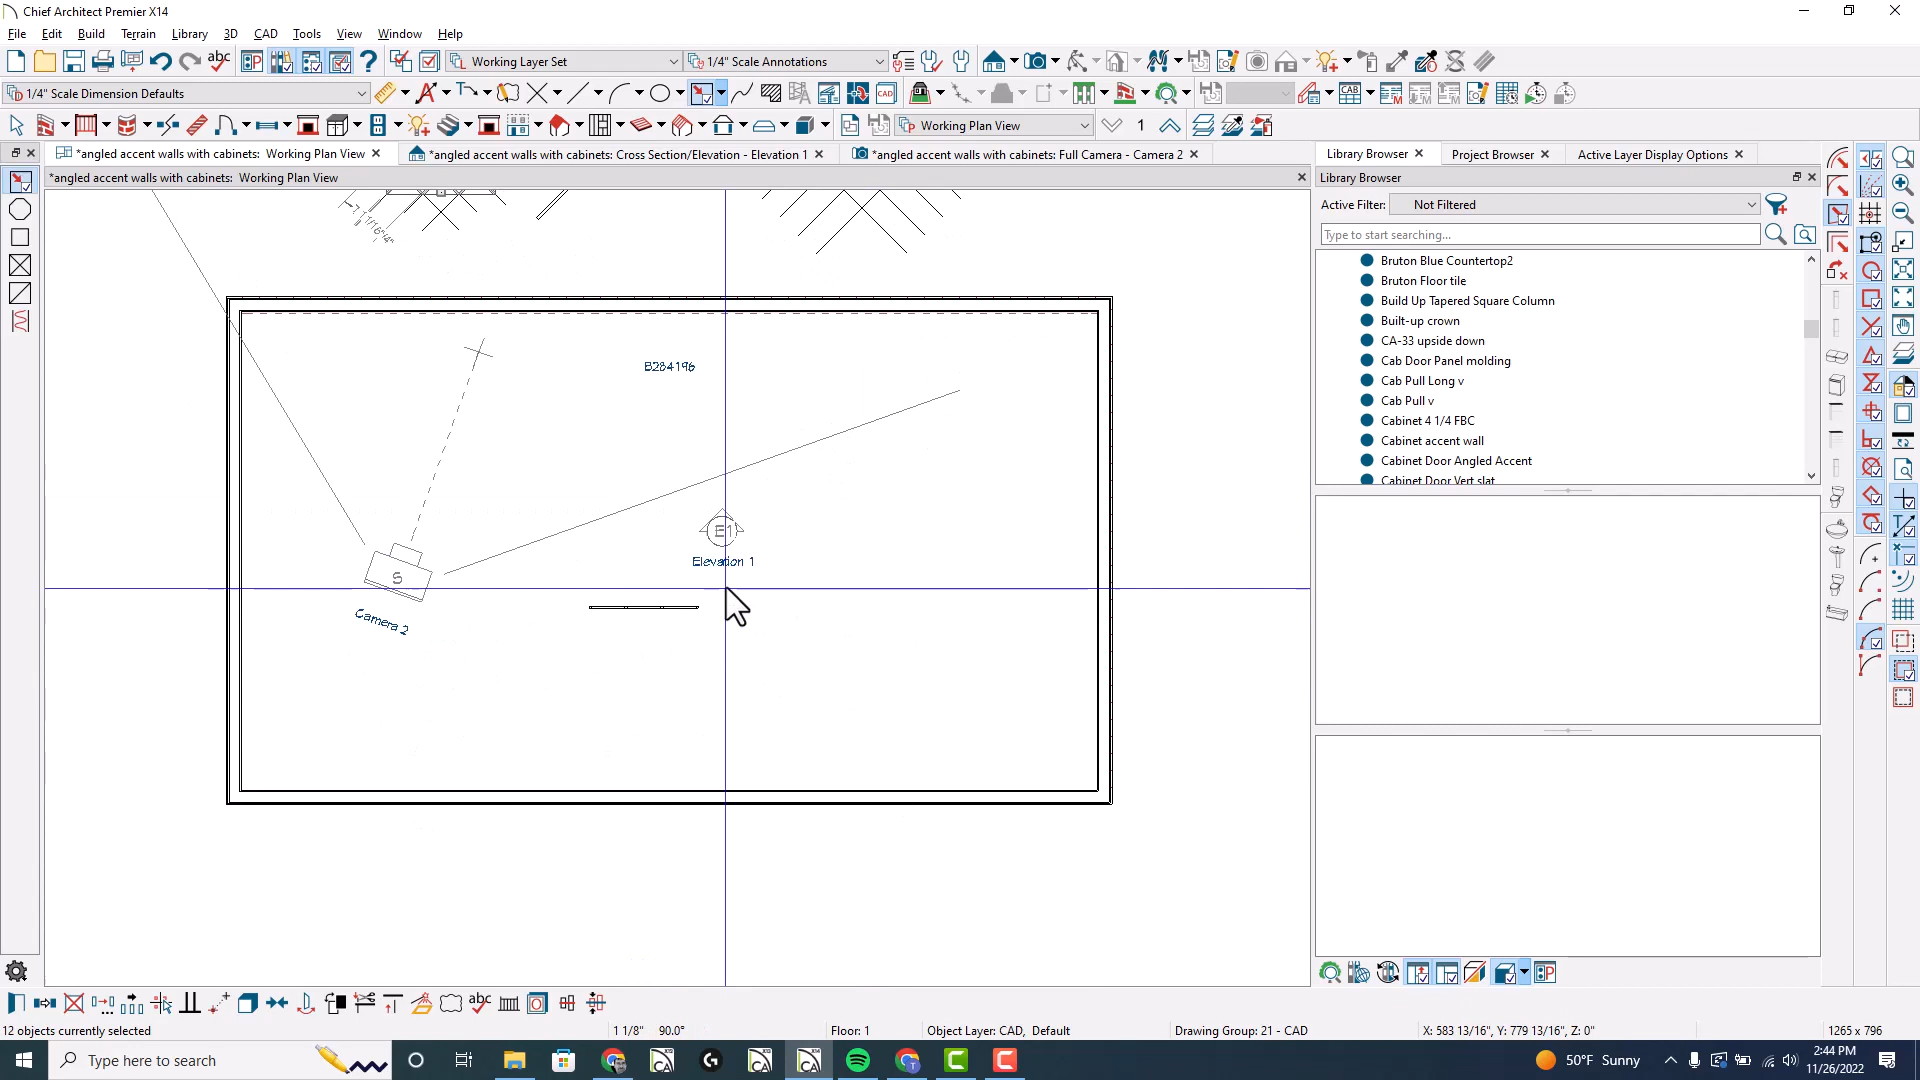 Chief Architect Premier X14
File Edit Build Terrain Library 3D CAD Tools View Window Help
Working Layer Set 1/4" Scale Annotations
1/4" Scale Dimension Defaults
Working Plan View 1
*angled accent walls with cabinets: Working Plan View *angled accent walls with cabinets: Cross Section/Elevation - Elevation 1 *angled accent walls with cabinets: Full Camera - Camera 2 Library Browser Project Browser Active Layer Display Options
*angled accent walls with cabinets: Working Plan View
Library Browser
Active Filter: Not Filtered
Type to start searching...
Bruton Blue Countertop2
Bruton Floor tile
Build Up Tapered Square Column
Built-up crown
CA-33 upside down
Cab Door Panel molding
Cab Pull Long v
Cab Pull v
Cabinet 4 1/4 FBC
Cabinet accent wall
Cabinet Door Angled Accent
Cabinet Door Vert slat
B284196
E1
Elevation 1
S
Camera 2
12 objects currently selected 1 1/8" 90.0° Floor: 1 Object Layer: CAD, Default Drawing Group: 21 - CAD X: 583 13/16", Y: 779 13/16", Z: 0" 1265 x 796
Type here to search
50°F Sunny
2:44 PM
11/26/2022